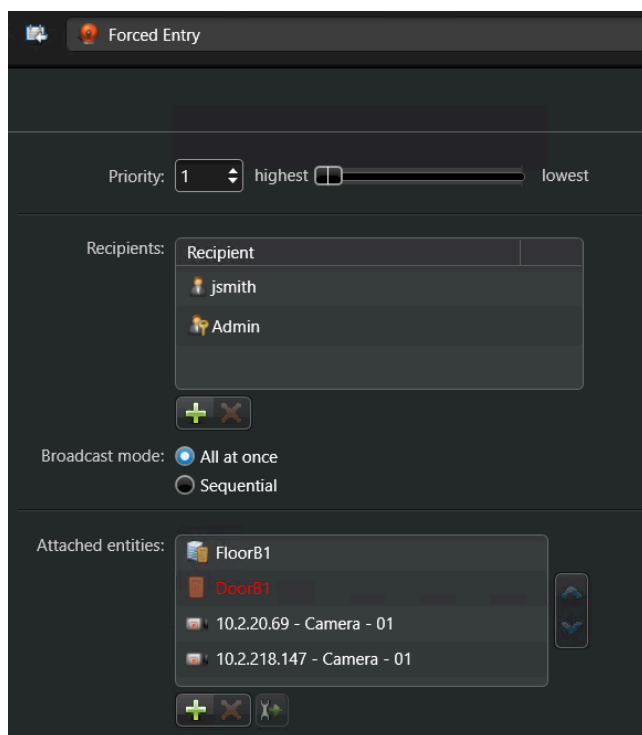 Forced Entry
Priority: 1 highest lowest
Recipients: Recipient
jsmith
Admin
Broadcast mode: All at once
Sequential
Attached entities: FloorB1
DoorB1
10.2.20.69 - Camera - 01
10.2.218.147 - Camera - 01